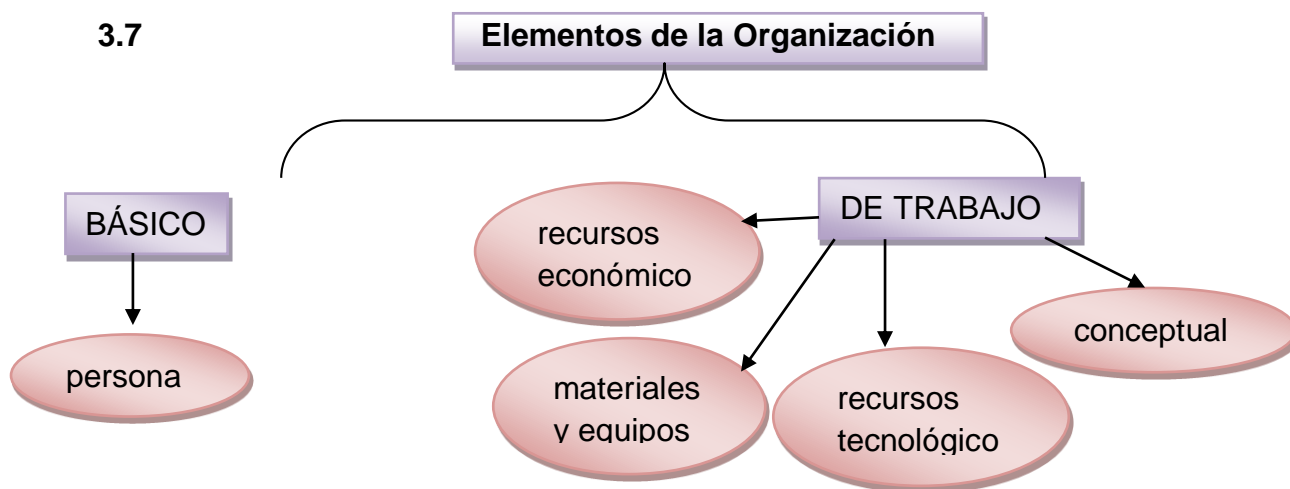 3.7
Elementos de la Organización
BÁSICO
DE TRABAJO
recursos
económico
conceptual
persona
materiales
y equipos
recursos
tecnológico